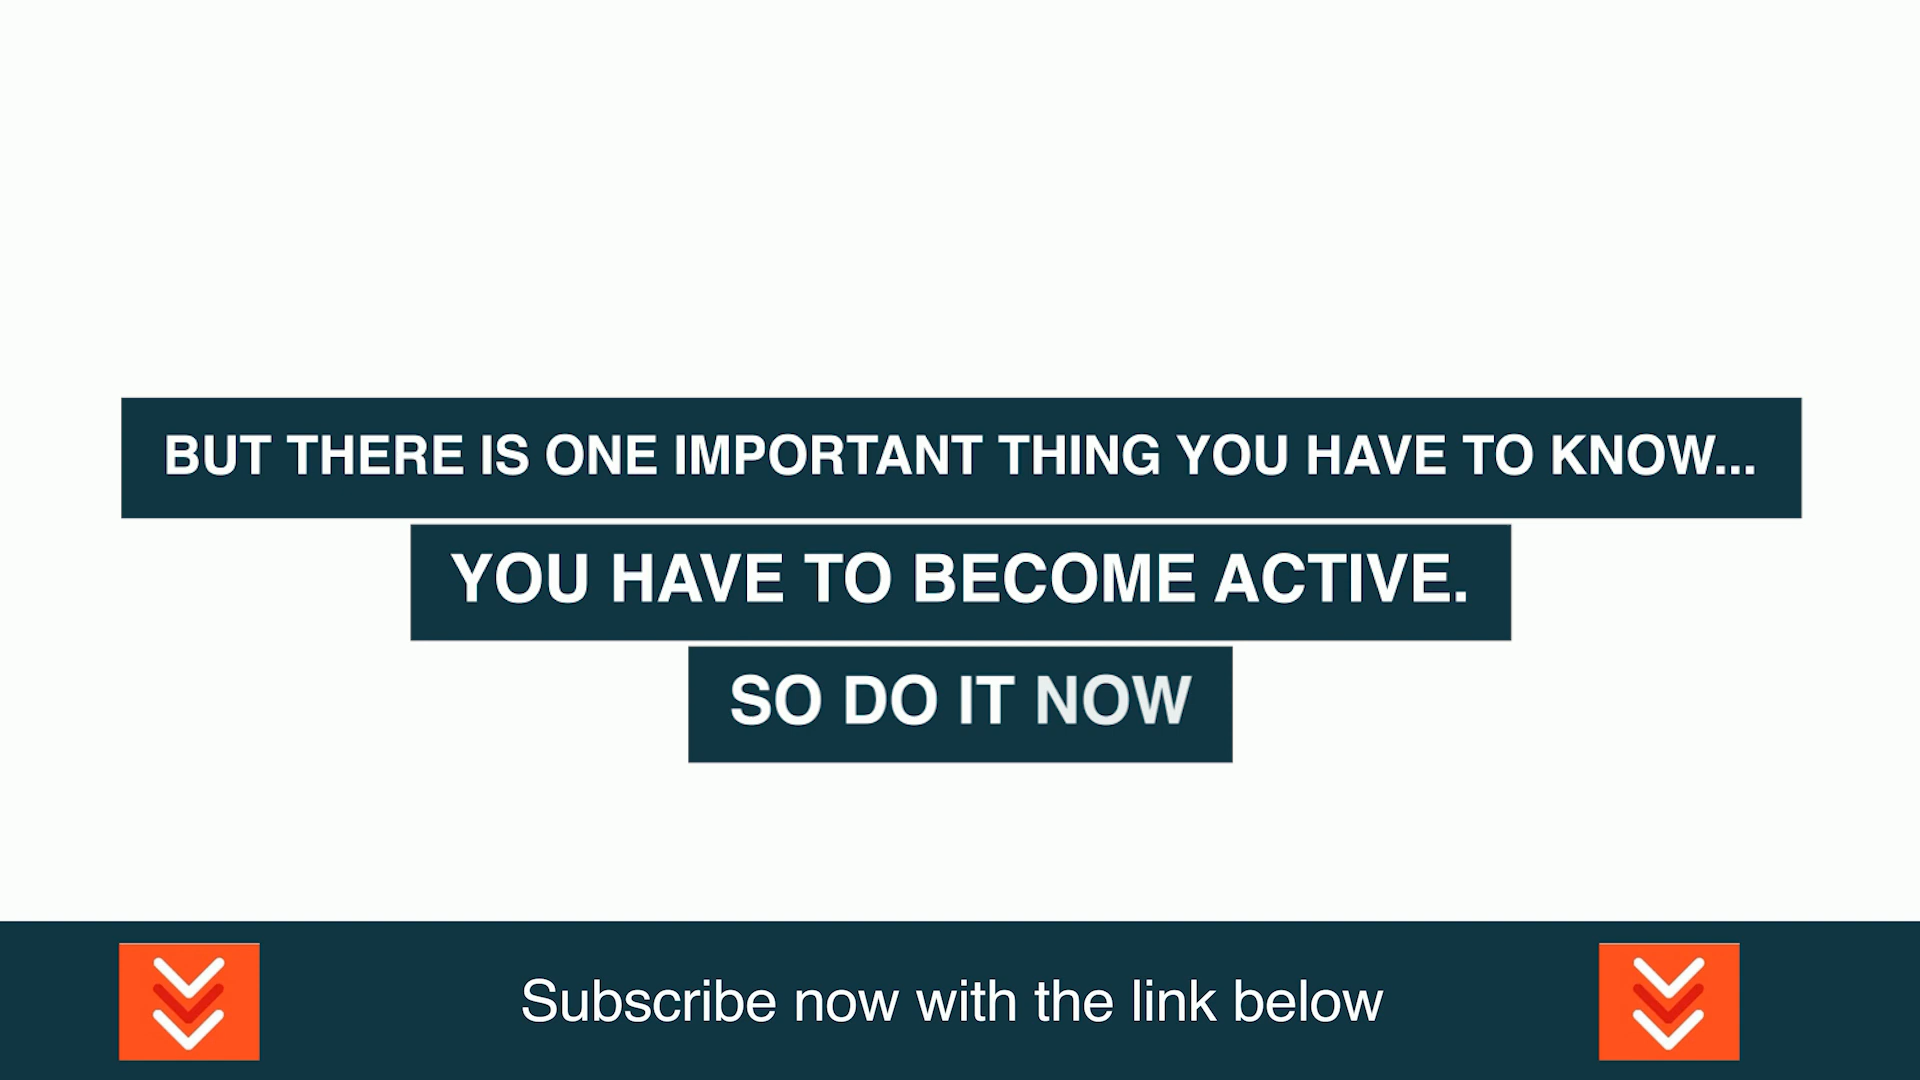 BUT THERE IS ONE IMPORTANT THING YOU HAVE TO KNOW...
YOU HAVE TO BECOME ACTIVE.
SO DO IT NOW
Subscribe now with the link below